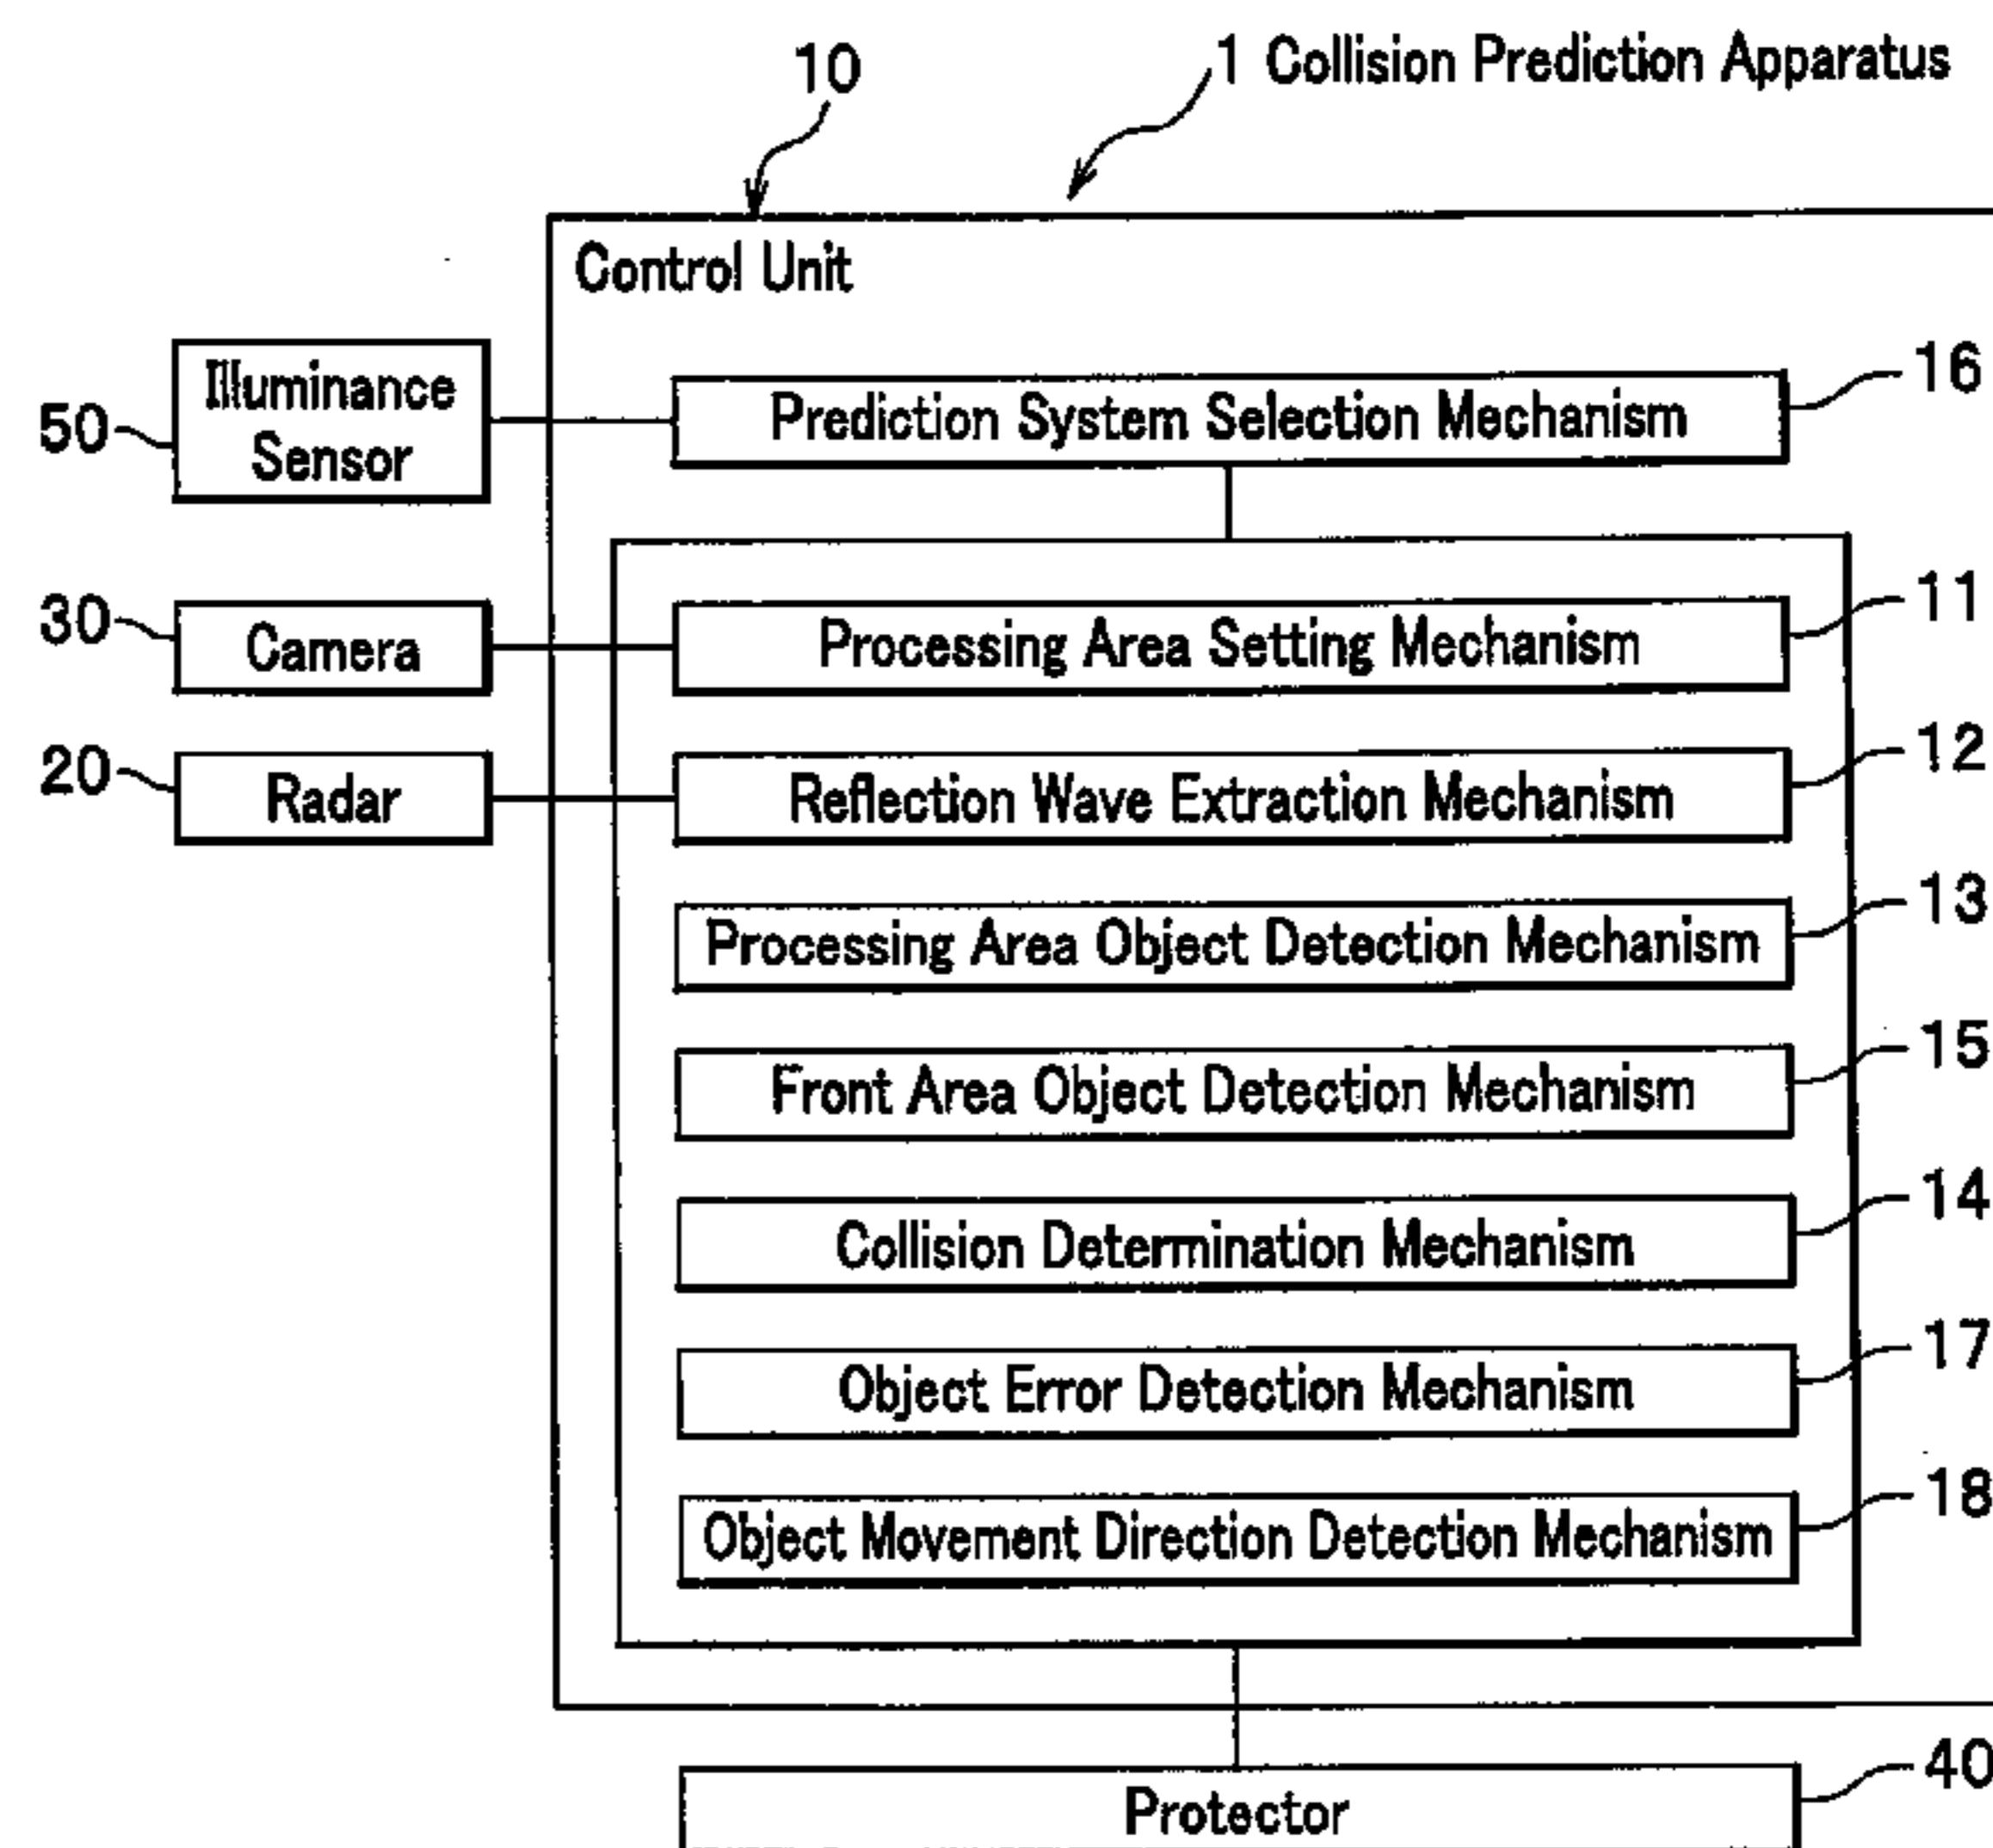 10
1 Collision Prediction Apparatus
Control Unit
Illuminance
Sensor
50
Prediction System Selection Mechanism
16
30
Camera
Processing Area Setting Mechanism
11
20
Radar
Reflection Wave Extraction Mechanism
12
Processing Area Object Detection Mechanism
13
Front Area Object Detection Mechanism
15
Collision Determination Mechanism
14
Object Error Detection Mechanism
17
Object Movement Direction Detection Mechanism
18
Protector
40